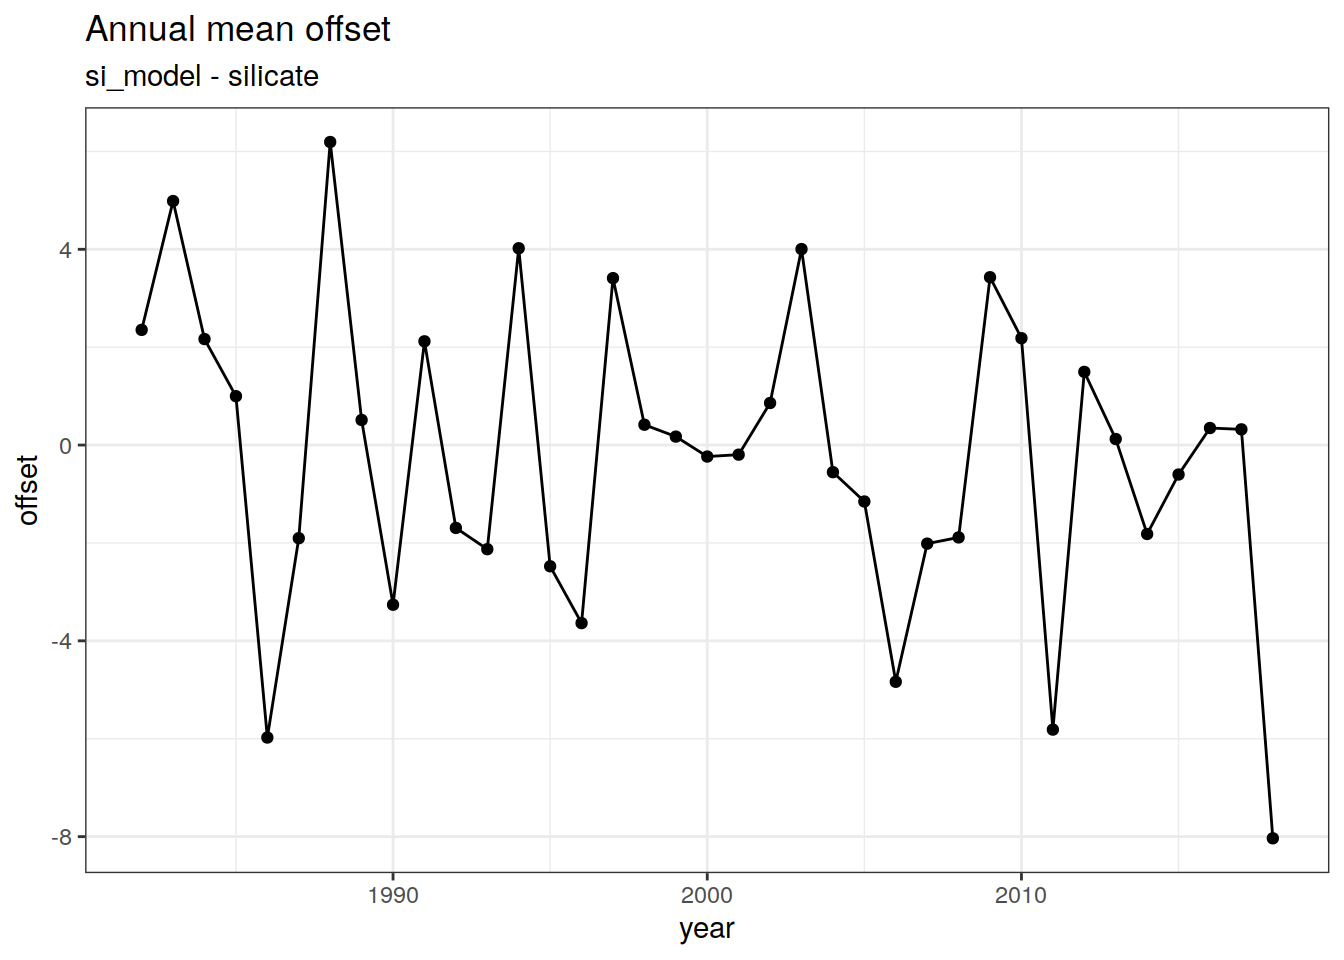 Annual mean offset
si_model - silicate
4
0
-4
-8
offset
1990
2000
2010
year